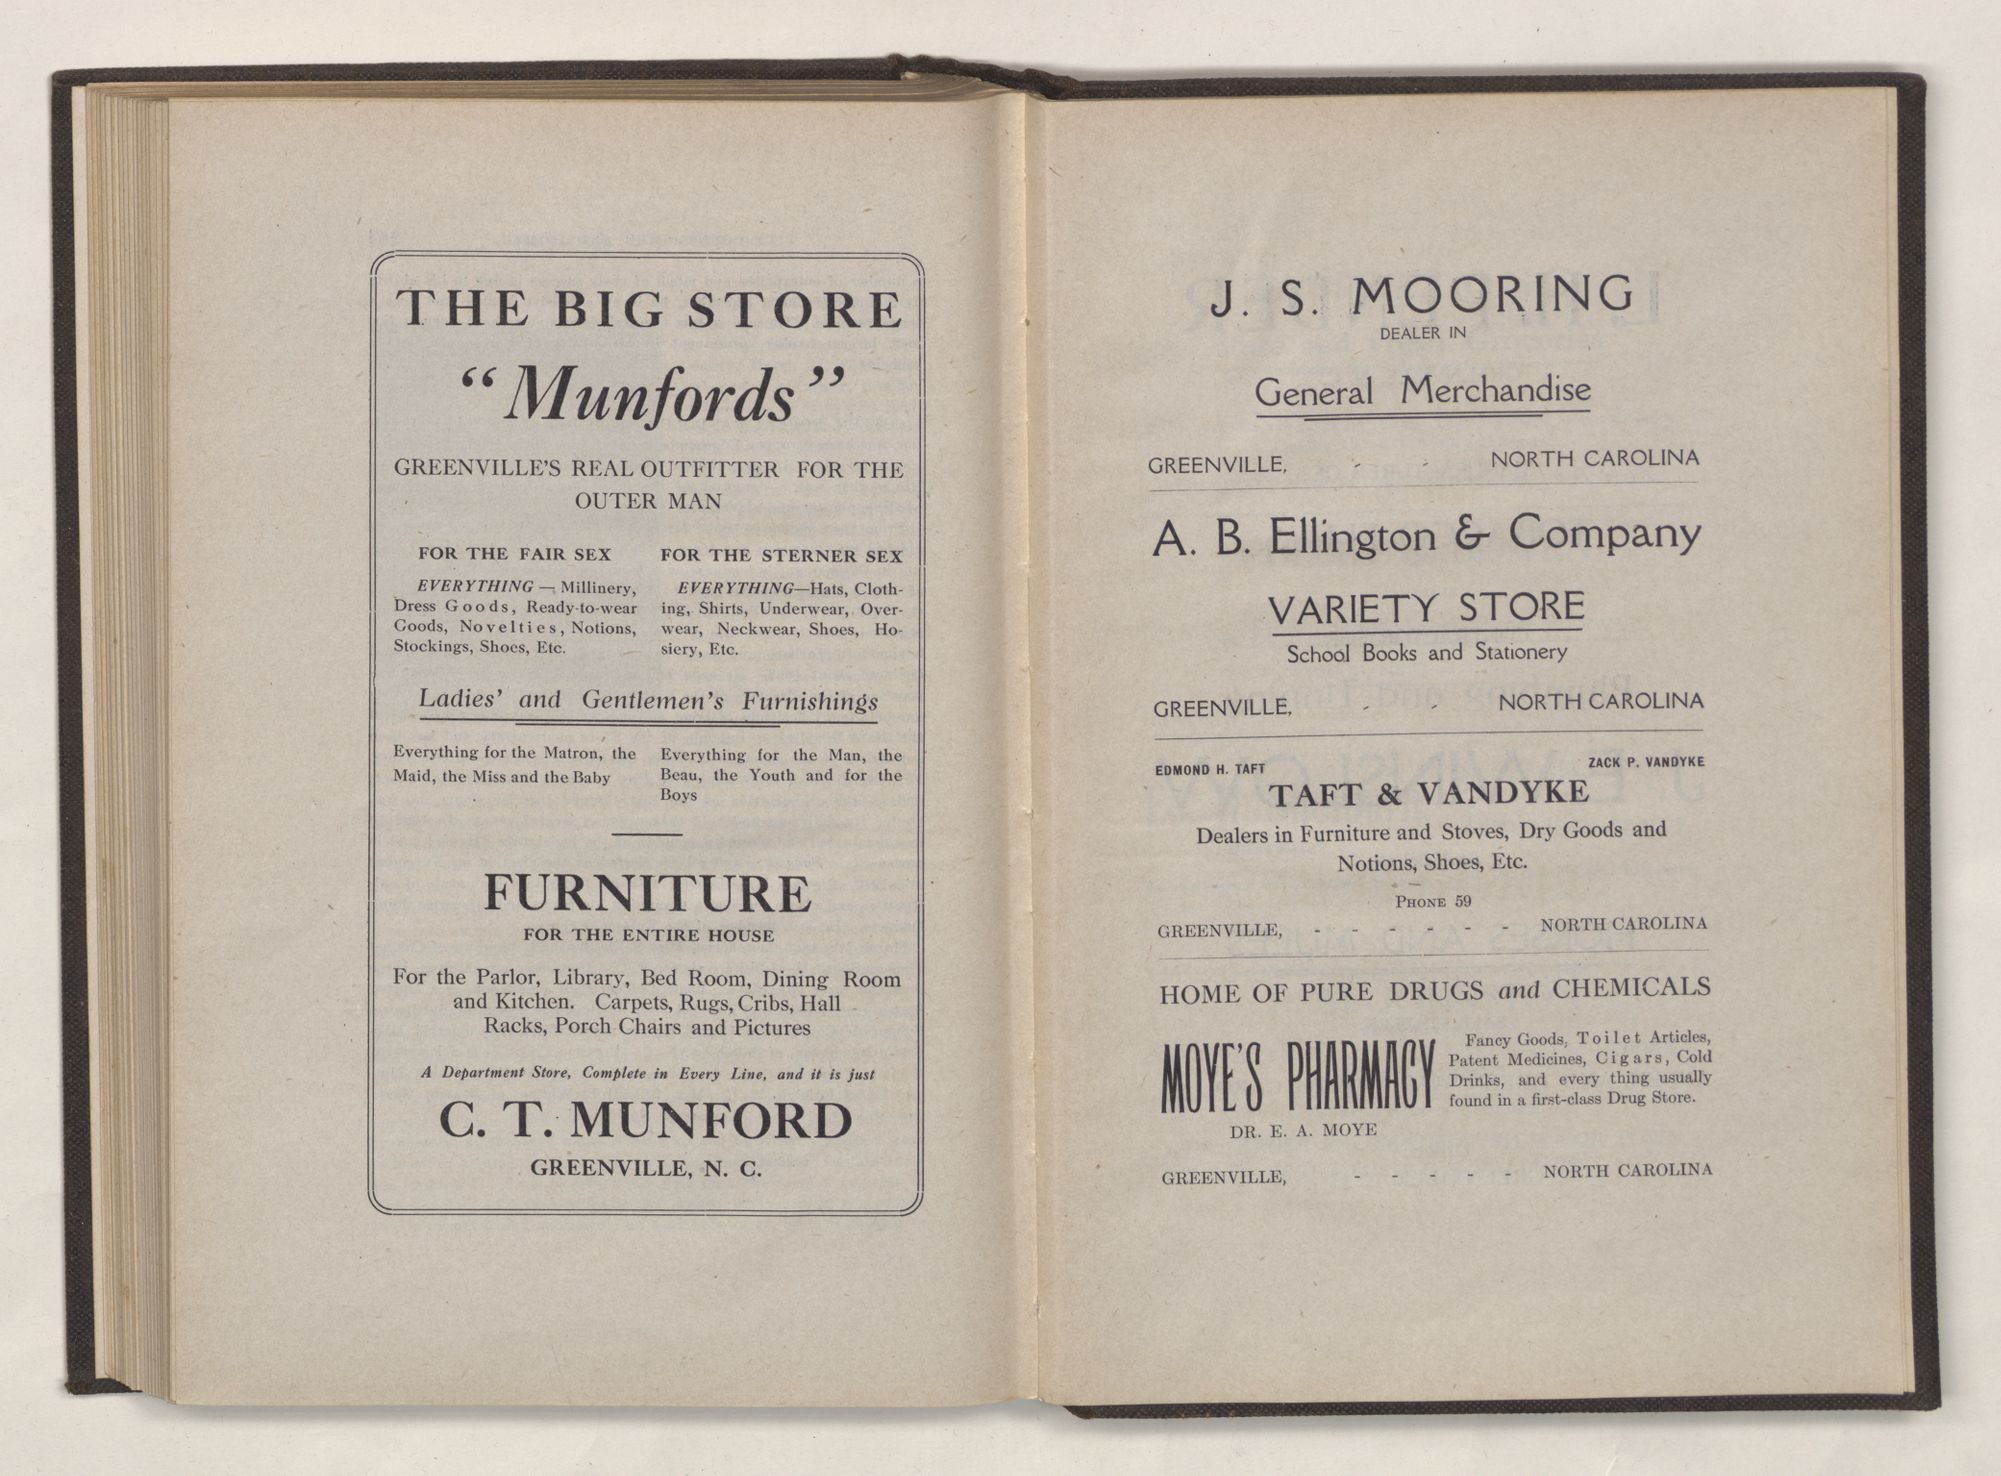 THE BIG STORE
“Munfords”
GREENVILLE'S REAL OUTFITTER FOR THE
OUTER MAN
FOR THE FAIR SEX
EVERYTHING — Millinery,
Dress Goods, Ready-to-wear
Goods, Novelties, Notions,
Stockings, Shoes, Etc.
FOR THE STERNER SEX
EVERYTHING—Hats, Cloth-
ing, Shirts, Underwear, Over-
wear, Neckwear, Shoes, Ho-
siery, Etc.
Ladies' and Gentlemen's Furnishings
Everything for the Matron, the
Maid, the Miss and the Baby
Everything for the Man, the
Beau, the Youth and for the
Boys
FURNITURE
FOR THE ENTIRE HOUSE
For the Parlor, Library, Bed Room, Dining Room
and Kitchen. Carpets, Rugs, Cribs, Hall
Racks, Porch Chairs and Pictures
A Department Store, Complete in Every Line, and it is just
C. T. MUNFORD
GREENVILLE, N. C.
J. S. MOORING
DEALER IN
General Merchandise
GREENVILLE, - - NORTH CAROLINA
A. B. Ellington & Company
VARIETY STORE
School Books and Stationery
GREENVILLE, - - NORTH CAROLINA
EDMOND H. TAFT ZACK P. VANDYKE
TAFT & VANDYKE
Dealers in Furniture and Stoves, Dry Goods and
Notions, Shoes, Etc.
PHONE 59
GREENVILLE, - - - - - - NORTH CAROLINA
HOME OF PURE DRUGS and CHEMICALS
MOYE'S PHARMACY
DR. E. A. MOYE
Fancy Goods, Toilet Articles,
Patent Medicines, Cigars, Cold
Drinks, and every thing usually
found in a first-class Drug Store.
GREENVILLE, - - - - - NORTH CAROLINA